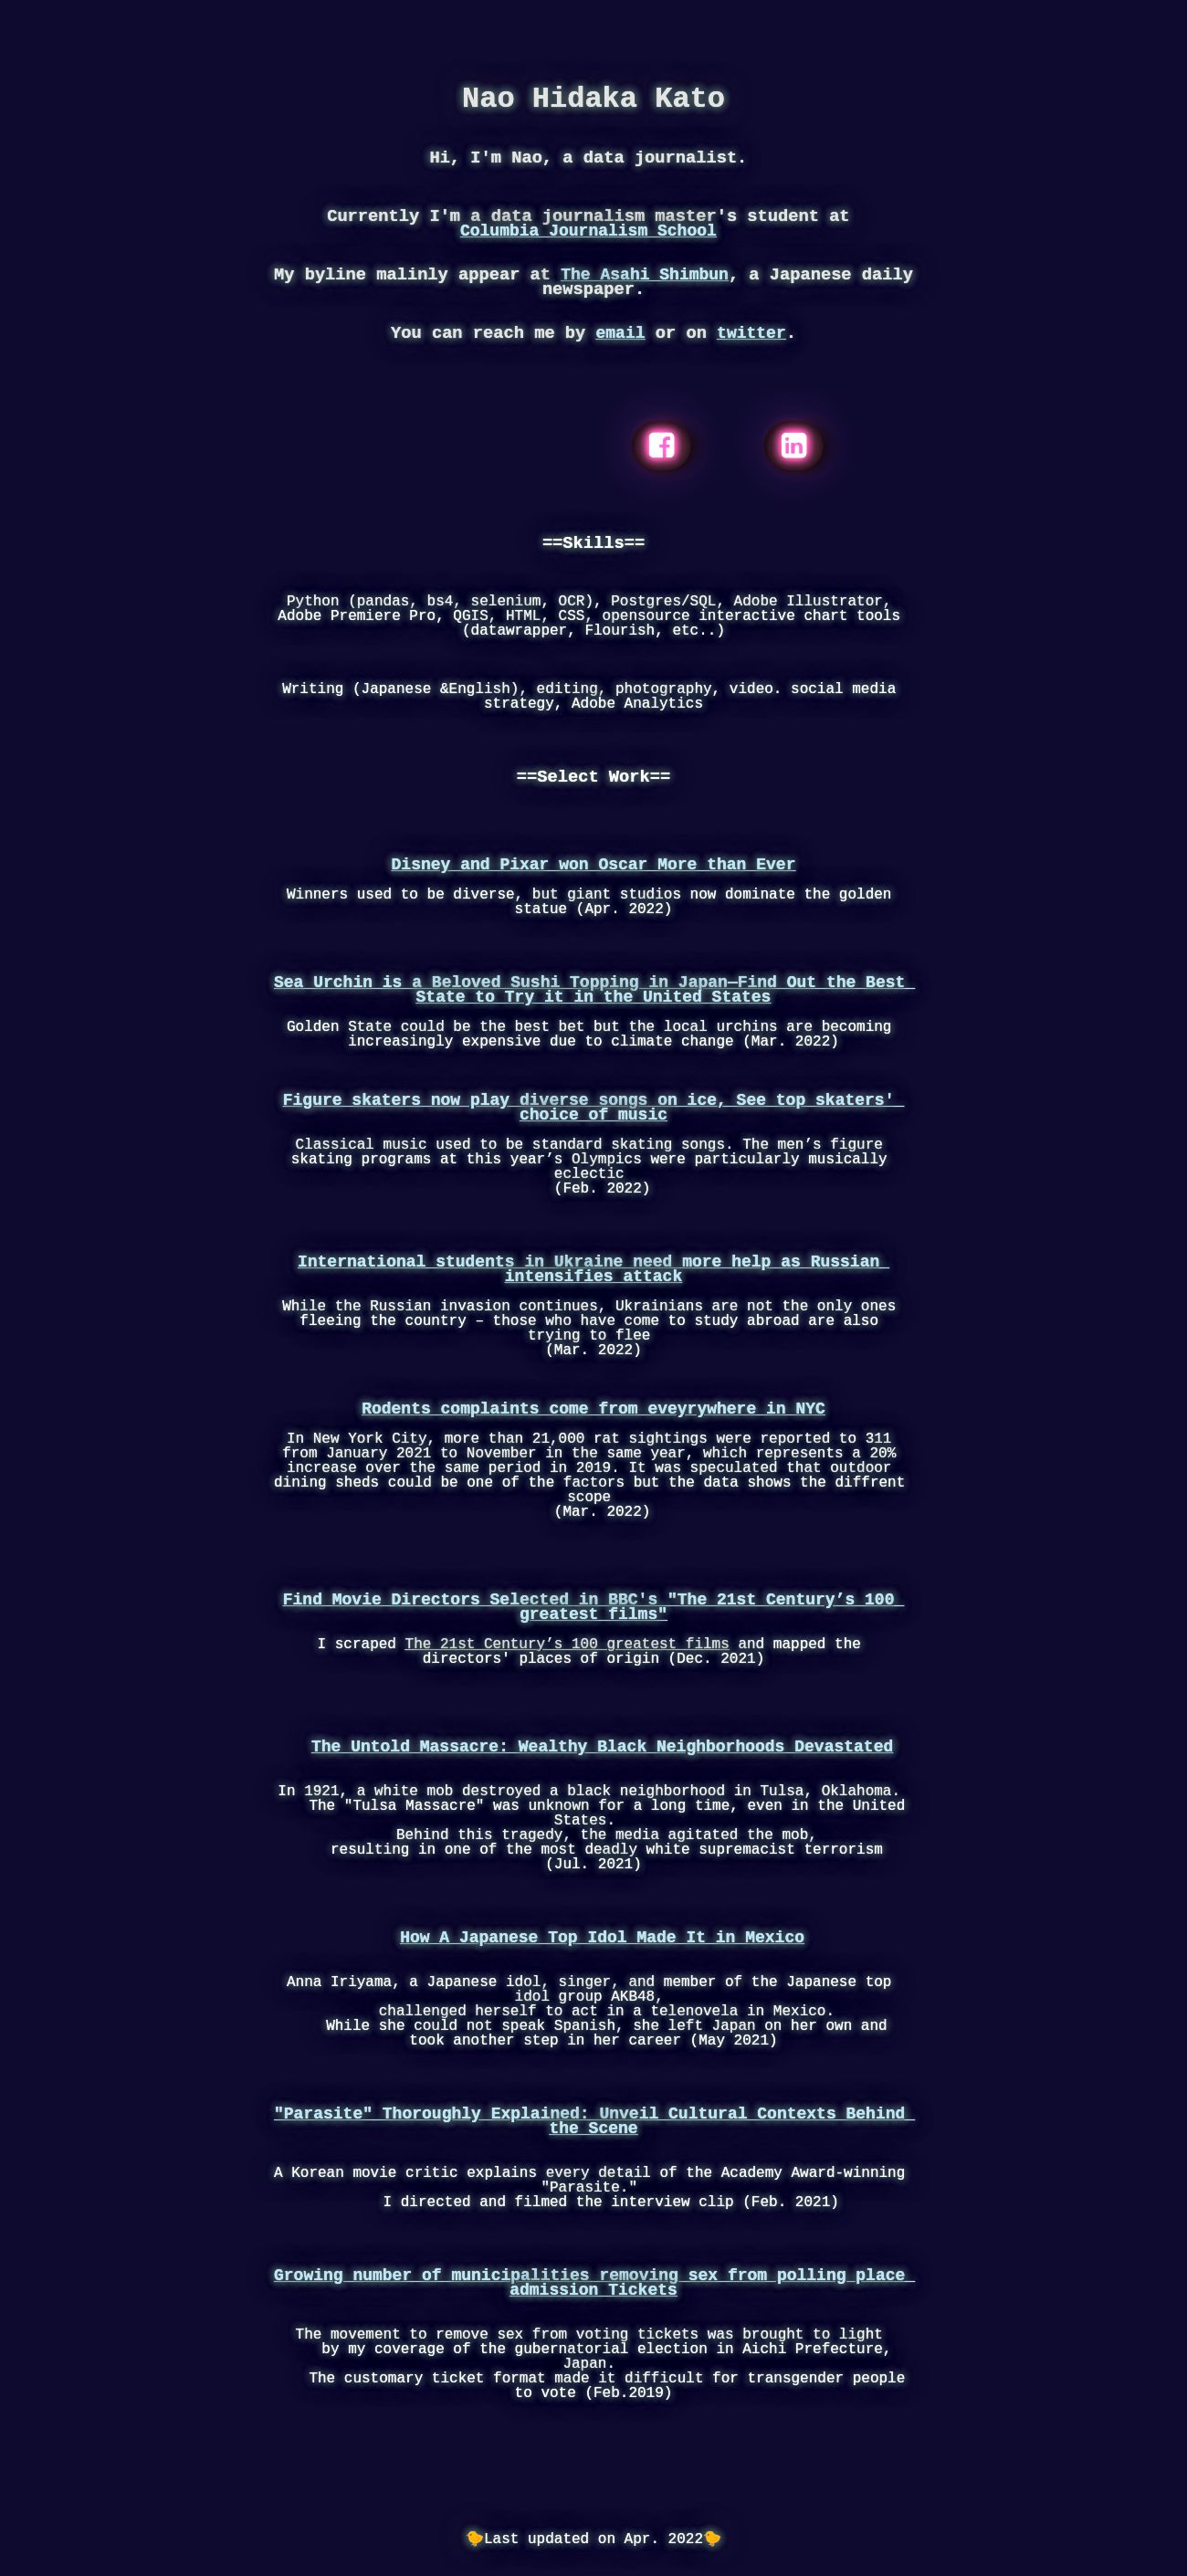 Nao Hidaka Kato
Hi, I'm Nao, a data journalist.
Currently I'm a data journalism master's student at
Columbia Journalism School
My byline malinly appear at The Asahi Shimbun, a Japanese daily
newspaper.
You can reach me by email or on twitter.
==Skills==
Python (pandas, bs4, selenium, OCR), Postgres/SQL, Adobe Illustrator,
Adobe Premiere Pro, QGIS, HTML, CSS, opensource interactive chart tools
(datawrapper, Flourish, etc..)
Writing (Japanese &English), editing, photography, video. social media
strategy, Adobe Analytics
==Select Work==
Disney and Pixar won Oscar More than Ever
Winners used to be diverse, but giant studios now dominate the golden
statue (Apr. 2022)
Sea Urchin is a Beloved Sushi Topping in Japan—Find Out the Best
State to Try it in the United States
Golden State could be the best bet but the local urchins are becoming
increasingly expensive due to climate change (Mar. 2022)
Figure skaters now play diverse songs on ice, See top skaters'
choice of music
Classical music used to be standard skating songs. The men’s figure
skating programs at this year’s Olympics were particularly musically
eclectic
(Feb. 2022)
International students in Ukraine need more help as Russian
intensifies attack
While the Russian invasion continues, Ukrainians are not the only ones
fleeing the country – those who have come to study abroad are also
trying to flee
(Mar. 2022)
Rodents complaints come from eveyrywhere in NYC
In New York City, more than 21,000 rat sightings were reported to 311
from January 2021 to November in the same year, which represents a 20%
increase over the same period in 2019. It was speculated that outdoor
dining sheds could be one of the factors but the data shows the diffrent
scope
(Mar. 2022)
Find Movie Directors Selected in BBC's "The 21st Century’s 100
greatest films"
I scraped The 21st Century’s 100 greatest films and mapped the
directors' places of origin (Dec. 2021)
The Untold Massacre: Wealthy Black Neighborhoods Devastated
In 1921, a white mob destroyed a black neighborhood in Tulsa, Oklahoma.
The "Tulsa Massacre" was unknown for a long time, even in the United
States.
Behind this tragedy, the media agitated the mob,
resulting in one of the most deadly white supremacist terrorism
(Jul. 2021)
How A Japanese Top Idol Made It in Mexico
Anna Iriyama, a Japanese idol, singer, and member of the Japanese top
idol group AKB48,
challenged herself to act in a telenovela in Mexico.
While she could not speak Spanish, she left Japan on her own and
took another step in her career (May 2021)
"Parasite" Thoroughly Explained: Unveil Cultural Contexts Behind
the Scene
A Korean movie critic explains every detail of the Academy Award-winning
"Parasite."
I directed and filmed the interview clip (Feb. 2021)
Growing number of municipalities removing sex from polling place
admission Tickets
The movement to remove sex from voting tickets was brought to light
by my coverage of the gubernatorial election in Aichi Prefecture,
Japan.
The customary ticket format made it difficult for transgender people
to vote (Feb.2019)
🐤Last updated on Apr. 2022🐤